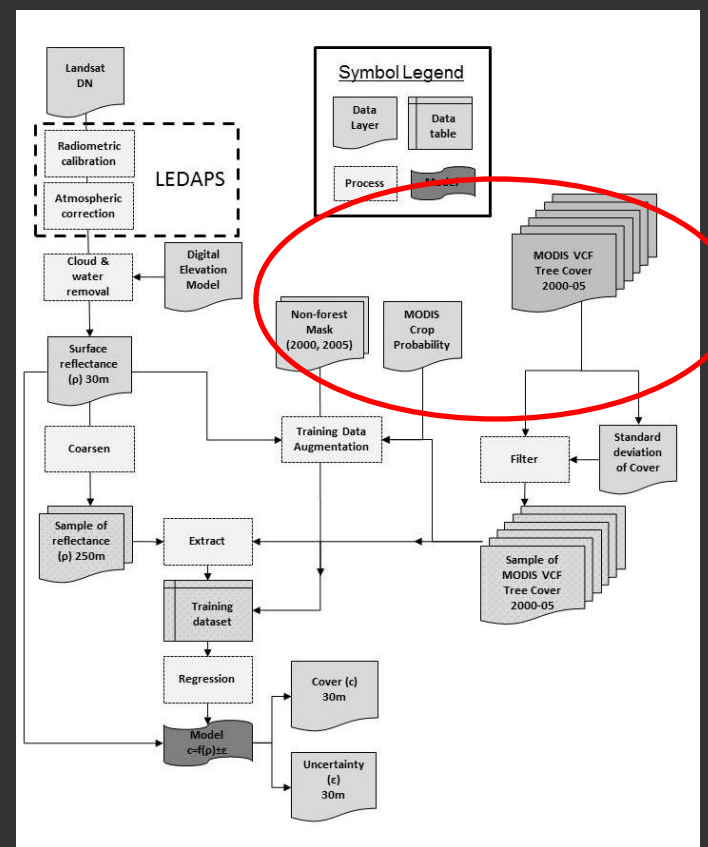 Landsat
DN
Symbol Legend
Data
Layer
Data
table
Process
Model
Radiometric
calibration
LEDAPS
Atmospheric
correction
Cloud &
water
removal
Digital
Elevation
Model
MODIS VCF
Tree Cover
2000-05
Non-forest
Mask
(2000, 2005)
MODIS
Crop
Probability
Surface
reflectance
(ρ) 30m
Training Data
Augmentation
Coarsen
Filter
Standard
deviation
of Cover
Sample of
reflectance
(ρ) 250m
Extract
Sample of
MODIS VCF
Tree Cover
2000-05
Training
dataset
Regression
Cover (c)
30m
Model
c=f(ρ)±ε
Uncertainty
(ε)
30m